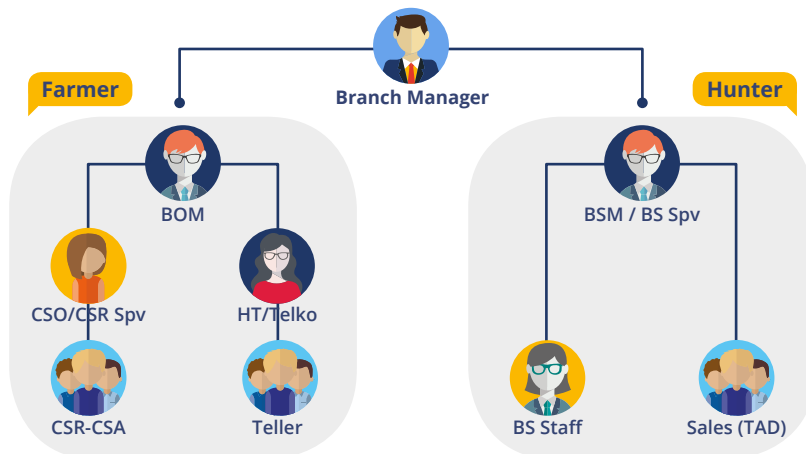 Branch Manager
Farmer
Hunter
BOM
BSM / BS Spv
CSO/CSR Spv
HT/Telko
CSR-CSA
Teller
BS Staff
Sales (TAD)